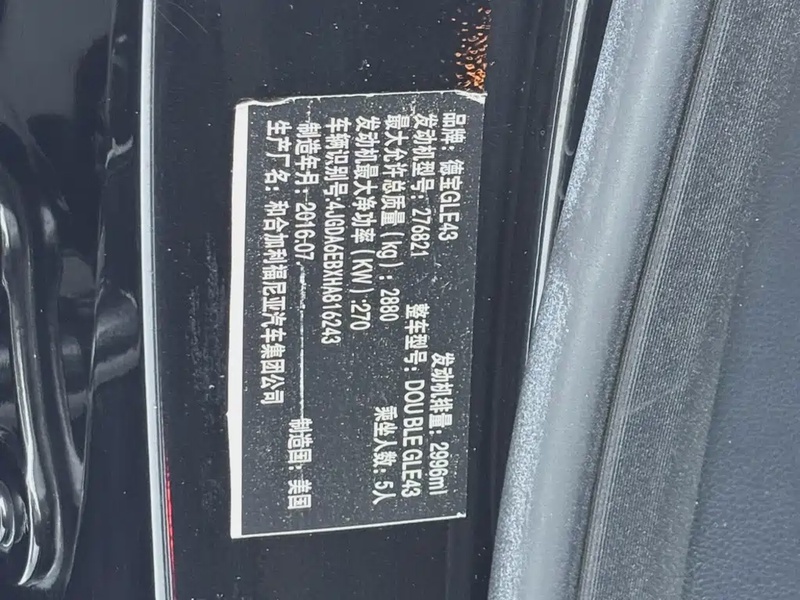 品牌：德宝GLE43
发动机型号：276821 发动机排量：2996ml
最大允许总质量（kg）：2880 整车型号：DOUBLE GLE43
发动机最大净功率（KW）:270 乘坐人数：5人
车辆识别号:4JGDA6EBXHA816243
制造年月：2016.07. 制造国：美国
生产厂名：和合加利福尼亚汽车集团公司